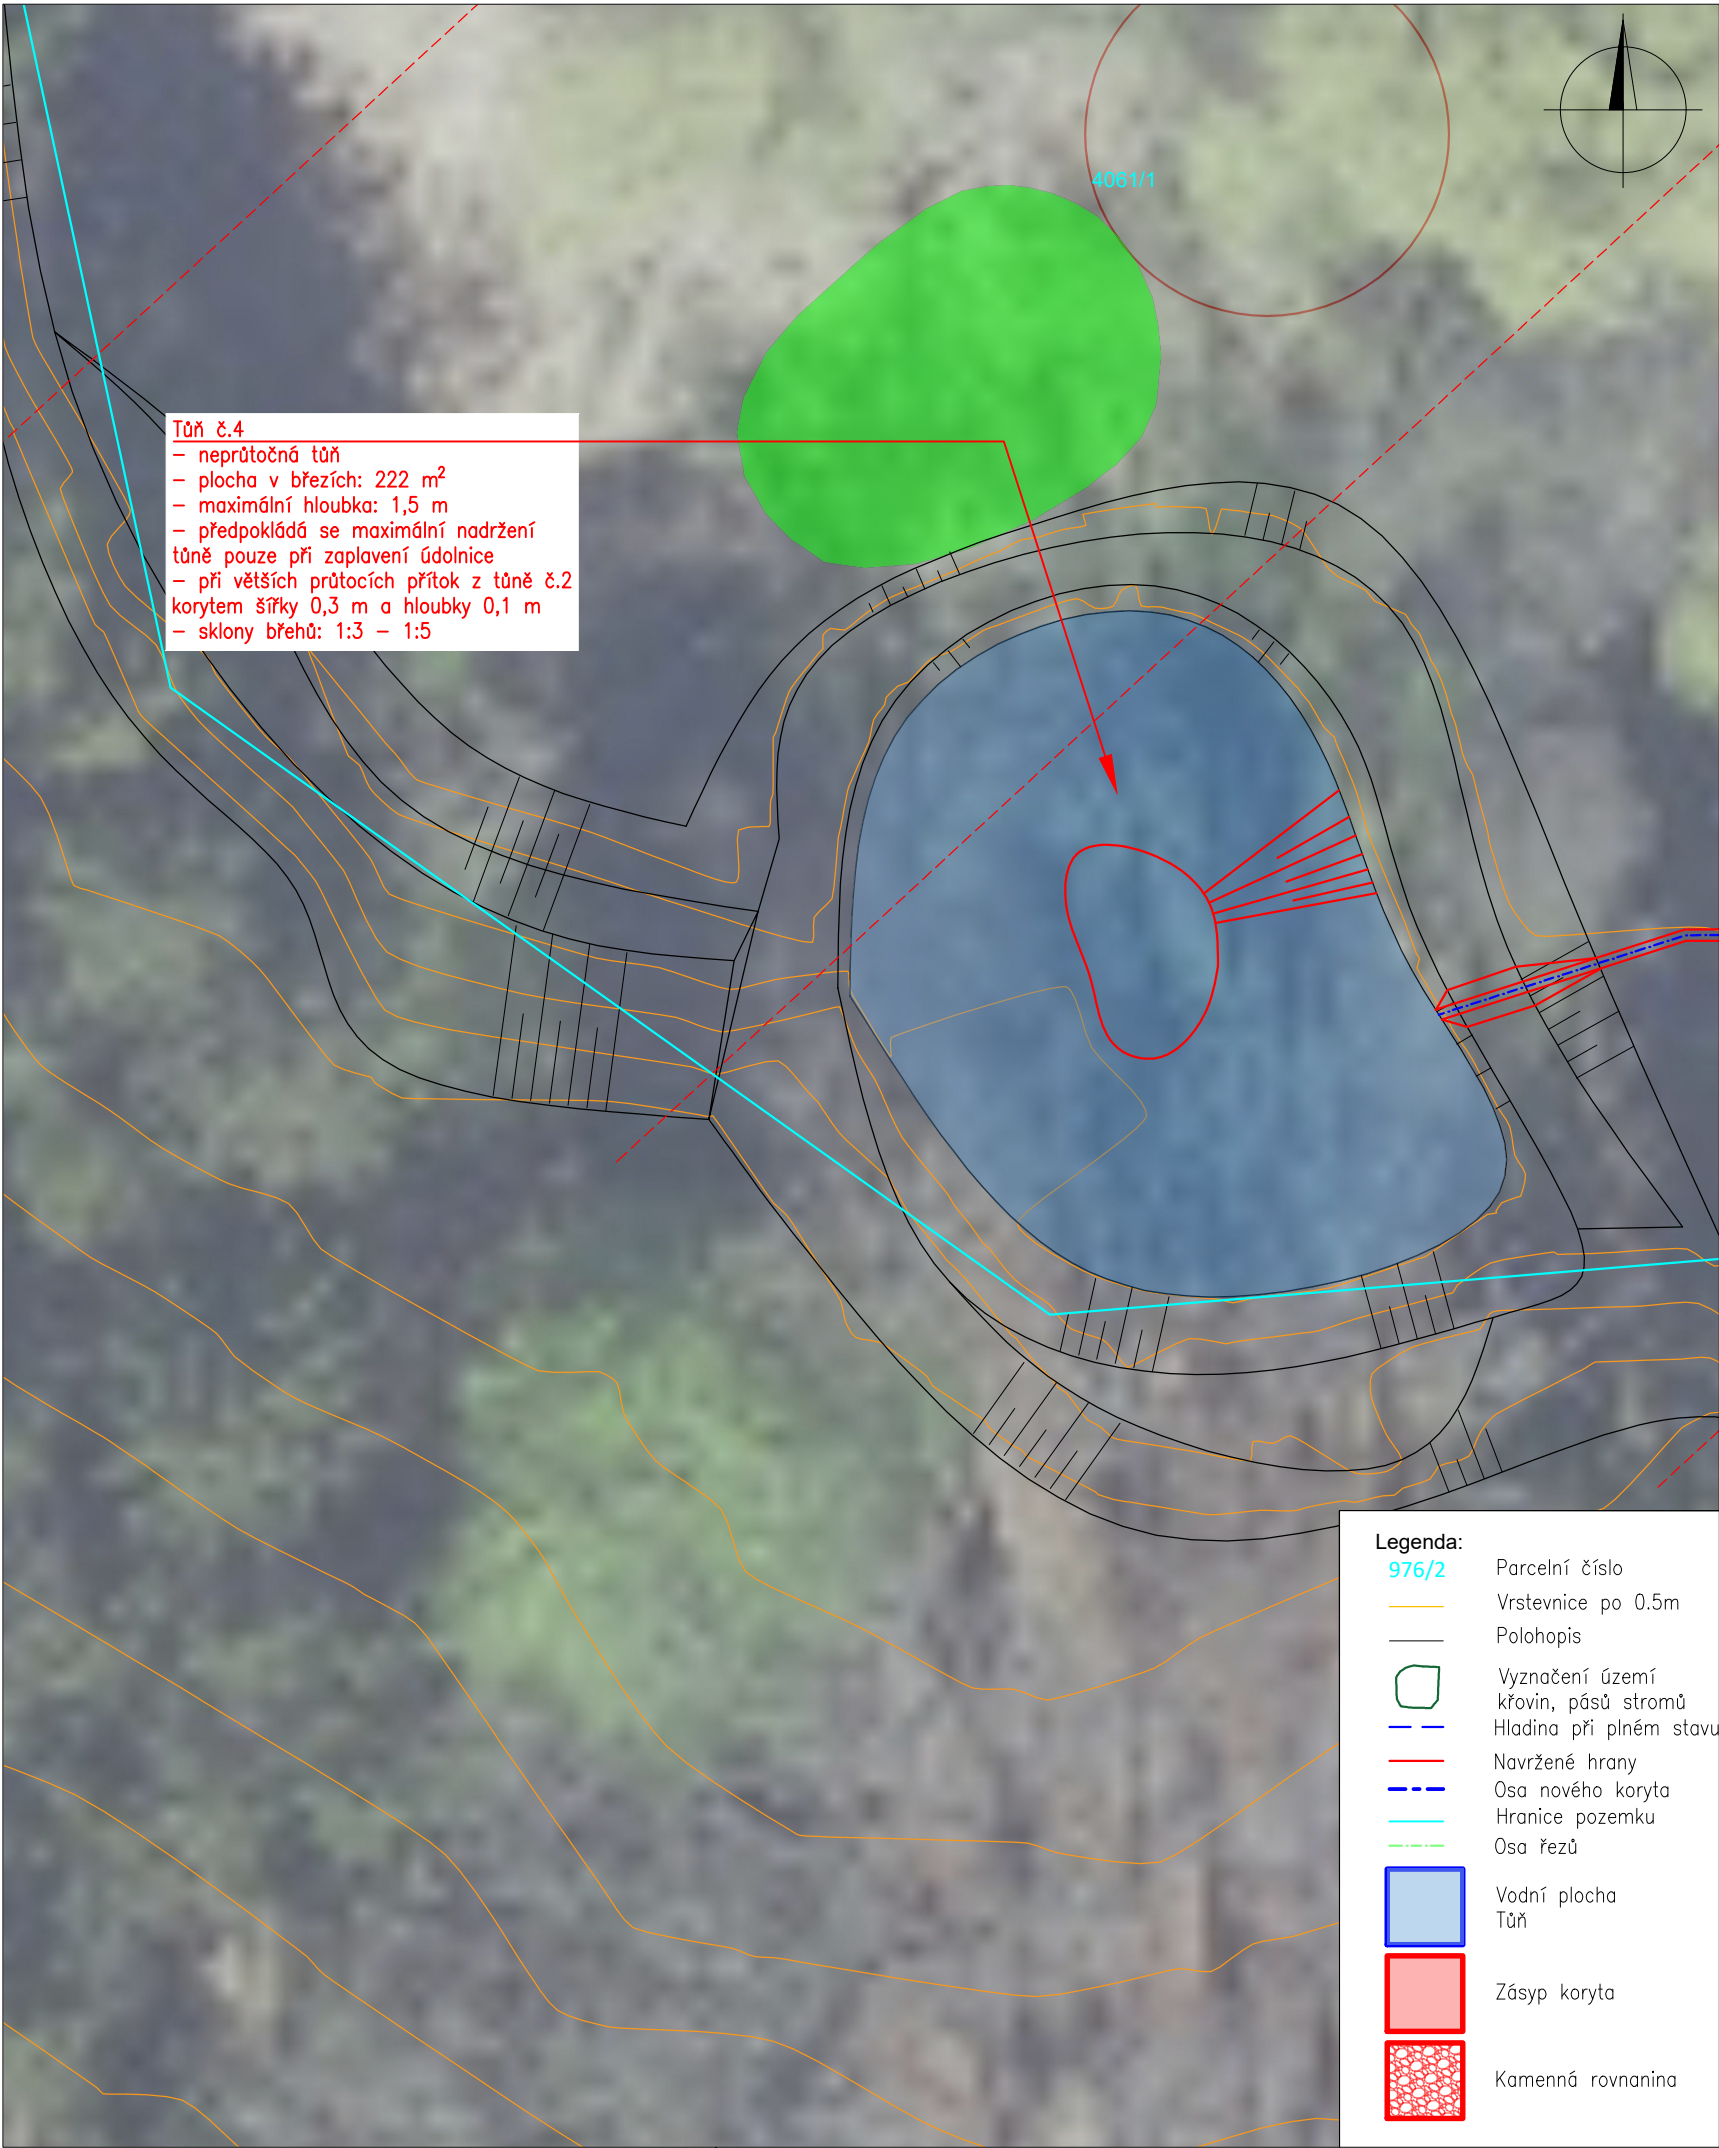 4061/1
Tůň č.4
– neprůtočná tůň
– plocha v březích: 222 m²
– maximální hloubka: 1,5 m
– předpokládá se maximální nadržení
tůně pouze při zaplavení údolnice
– při větších průtocích přítok z tůně č.2
korytem šířky 0,3 m a hloubky 0,1 m
– sklony břehů: 1:3 – 1:5
Legenda:
976/2 Parcelní číslo
Vrstevnice po 0.5m
Polohopis
Vyznačení území
křovin, pásů stromů
Hladina při plném stavu
Navržené hrany
Osa nového koryta
Hranice pozemku
Osa řezů
Vodní plocha
Tůň
Zásyp koryta
Kamenná rovnanina